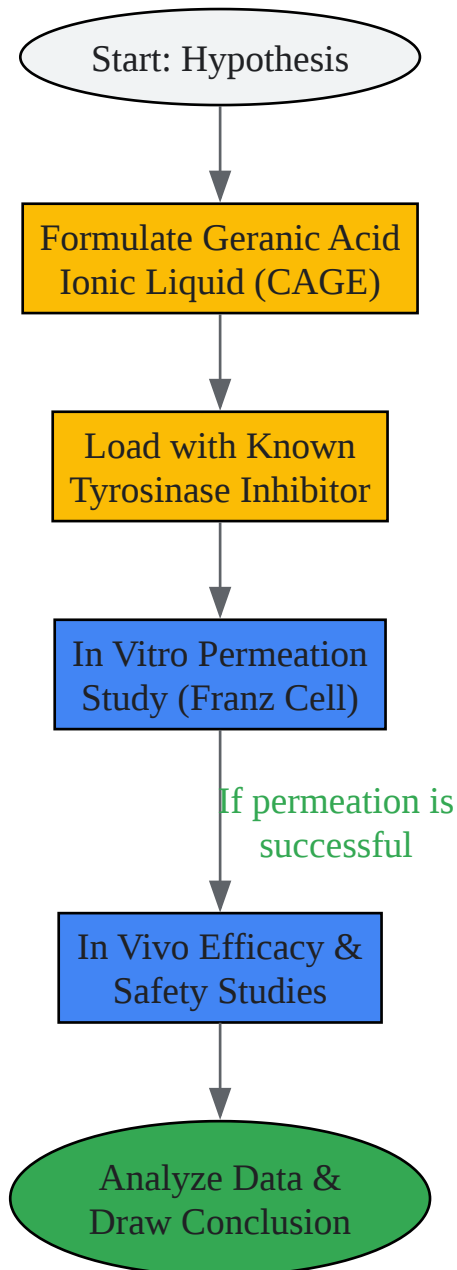 Start: Hypothesis
Formulate Geranic Acid
Ionic Liquid (CAGE)
Load with Known
Tyrosinase Inhibitor
In Vitro Permeation
Study (Franz Cell)
If permeation is
successful
In Vivo Efficacy &
Safety Studies
Analyze Data &
Draw Conclusion